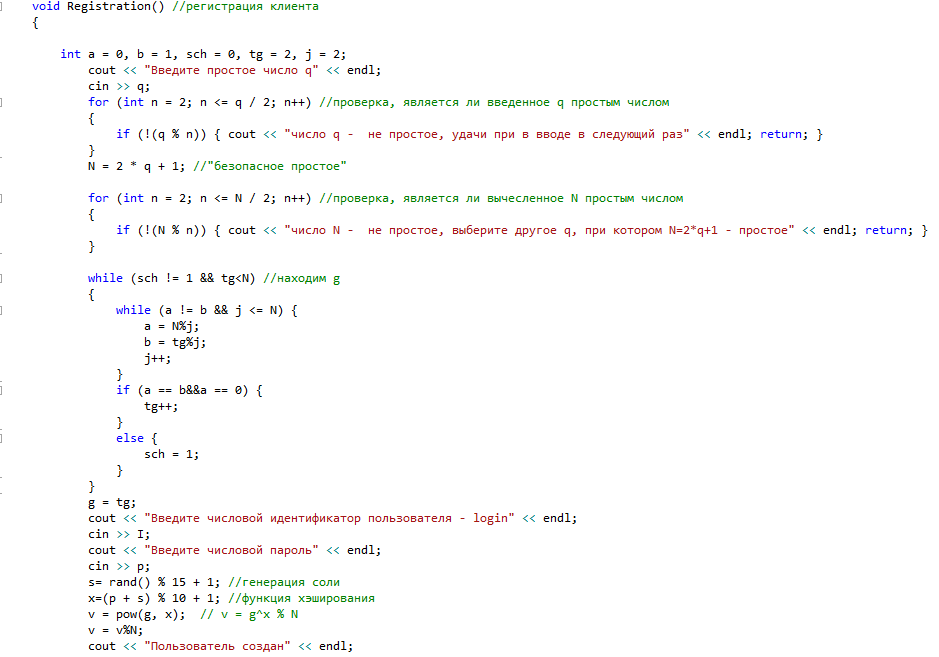 void Registration() //регистрация клиента
{
int a = 0, b = 1, sch = 0, tg = 2, j = 2;
cout << "Введите простое число q" << endl;
cin >> q;
for (int n = 2; n <= q / 2; n++) //проверка, является ли введенное q простым числом
{
if (!(q % n)) { cout << "число q -  не простое, удачи при в вводе в следующий раз" << endl; return; }
}
N = 2 * q + 1; //"безопасное простое"
for (int n = 2; n <= N / 2; n++) //проверка, является ли вычесленное N простым числом
{
if (!(N % n)) { cout << "число N -  не простое, выберите другое q, при котором N=2*q+1 - простое" << endl; return; }
}
while (sch != 1 && tg<N) //находим g
{
while (a != b && j <= N) {
a = N%j;
b = tg%j;
j++;
}
if (a == b&&a == 0) {
tg++;
}
else {
sch = 1;
}
}
g = tg;
cout << "Введите числовой идентификатор пользователя - login" << endl;
cin >> I;
cout << "Введите числовой пароль" << endl;
cin >> p;
s= rand() % 15 + 1; //генерация соли
x=(p + s) % 10 + 1; //функция хэширования
v = pow(g, x);  // v = g^x % N
v = v%N;
cout << "Пользователь создан" << endl;